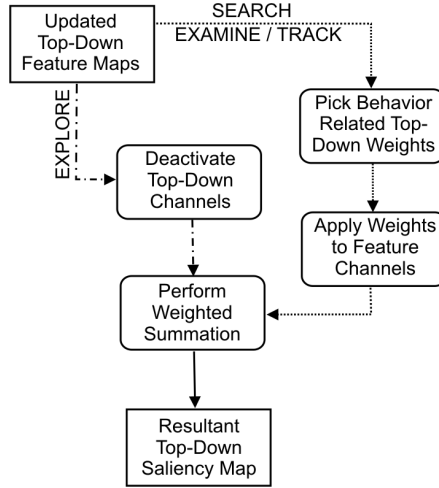 Updated
Top-Down
Feature Maps
SEARCH
EXAMINE / TRACK
EXPLORE
Pick Behavior
Related Top-
Down Weights
Deactivate
Top-Down
Channels
Apply Weights
to Feature
Channels
Perform
Weighted
Summation
Resultant
Top-Down
Saliency Map